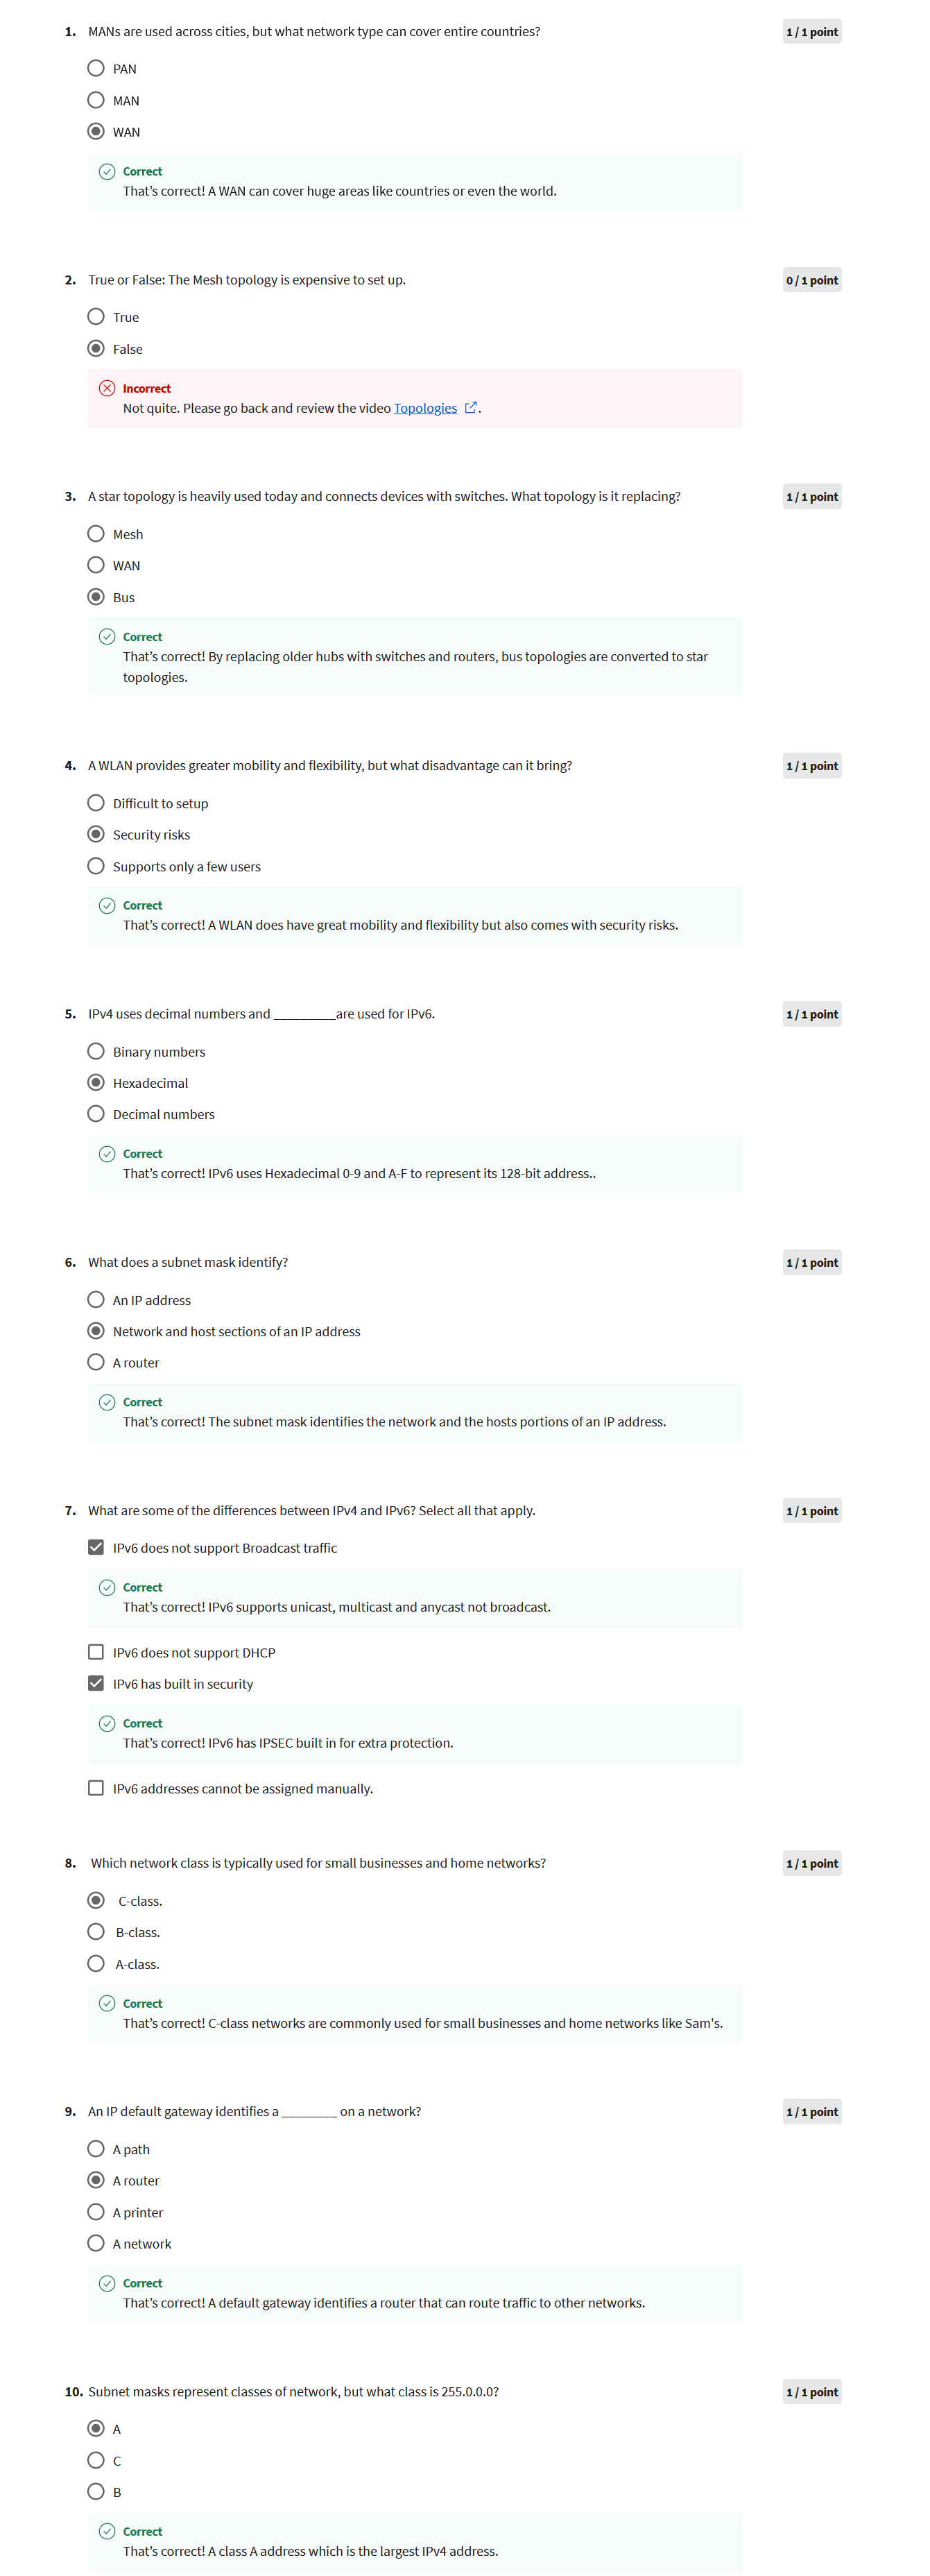 1. MANs are used across cities, but what network type can cover entire countries?
1 / 1 point
PAN
MAN
WAN
Correct
That’s correct! A WAN can cover huge areas like countries or even the world.
2. True or False: The Mesh topology is expensive to set up.
0 / 1 point
True
False
Incorrect
Not quite. Please go back and review the video Topologies .
3. A star topology is heavily used today and connects devices with switches. What topology is it replacing?
1 / 1 point
Mesh
WAN
Bus
Correct
That’s correct! By replacing older hubs with switches and routers, bus topologies are converted to star
topologies.
4. A WLAN provides greater mobility and flexibility, but what disadvantage can it bring?
1 / 1 point
Difficult to setup
Security risks
Supports only a few users
Correct
That’s correct! A WLAN does have great mobility and flexibility but also comes with security risks.
5. IPv4 uses decimal numbers and _________are used for IPv6.
1 / 1 point
Binary numbers
Hexadecimal
Decimal numbers
Correct
That’s correct! IPv6 uses Hexadecimal 0-9 and A-F to represent its 128-bit address..
6. What does a subnet mask identify?
1 / 1 point
An IP address
Network and host sections of an IP address
A router
Correct
That’s correct! The subnet mask identifies the network and the hosts portions of an IP address.
7. What are some of the differences between IPv4 and IPv6? Select all that apply.
1 / 1 point
IPv6 does not support Broadcast traffic
Correct
That’s correct! IPv6 supports unicast, multicast and anycast not broadcast.
IPv6 does not support DHCP
IPv6 has built in security
Correct
That’s correct! IPv6 has IPSEC built in for extra protection.
IPv6 addresses cannot be assigned manually.
8. Which network class is typically used for small businesses and home networks?
1 / 1 point
C-class.
B-class.
A-class.
Correct
That’s correct! C-class networks are commonly used for small businesses and home networks like Sam's.
9. An IP default gateway identifies a ________ on a network?
1 / 1 point
A path
A router
A printer
A network
Correct
That’s correct! A default gateway identifies a router that can route traffic to other networks.
10. Subnet masks represent classes of network, but what class is 255.0.0.0?
1 / 1 point
A
C
B
Correct
That’s correct! A class A address which is the largest IPv4 address.